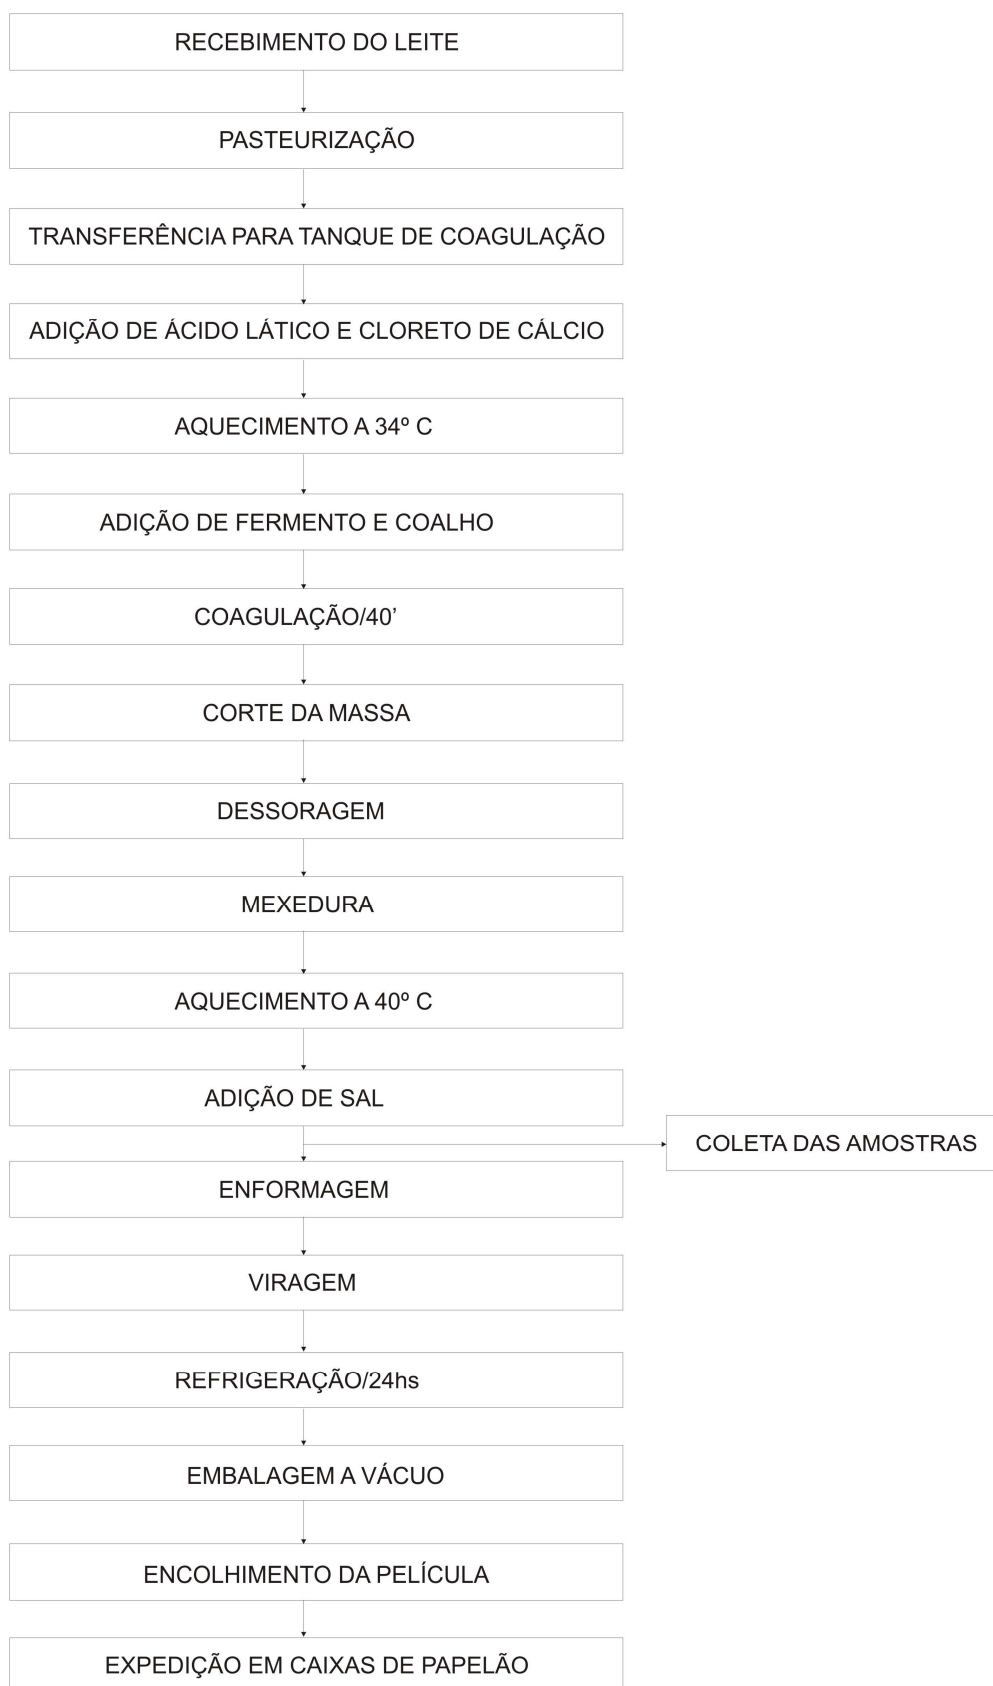 RECEBIMENTO DO LEITE
PASTEURIZAÇÃO
TRANSFERÊNCIA PARA TANQUE DE COAGULAÇÃO
ADIÇÃO DE ÁCIDO LÁTICO E CLORETO DE CÁLCIO
AQUECIMENTO A 34º C
ADIÇÃO DE FERMENTO E COALHO
COAGULAÇÃO/40’
CORTE DA MASSA
DESSORAGEM
MEXEDURA
AQUECIMENTO A 40º C
ADIÇÃO DE SAL
COLETA DAS AMOSTRAS
ENFORMAGEM
VIRAGEM
REFRIGERAÇÃO/24hs
EMBALAGEM A VÁCUO
ENCOLHIMENTO DA PELÍCULA
EXPEDIÇÃO EM CAIXAS DE PAPELÃO